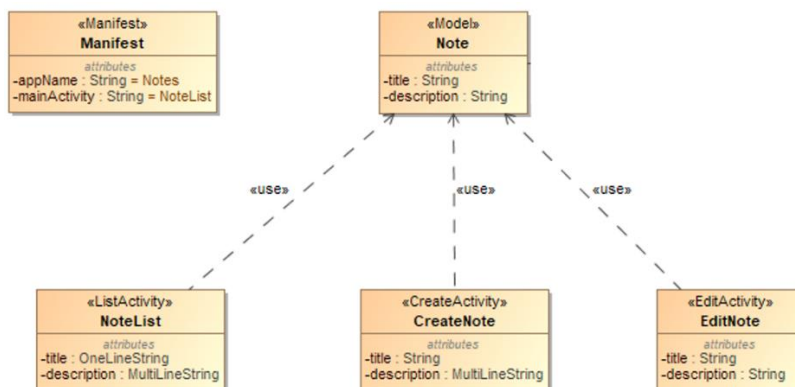 «Manifest»
Manifest
attributes
-appName : String = Notes
-mainActivity : String = NoteList
«Model»
Note
attributes
-title : String
-description : String
«use»
«use»
«use»
«ListActivity»
NoteList
attributes
-title : OneLineString
-description : MultiLineString
«CreateActivity»
CreateNote
attributes
-title : String
-description : MultiLineString
«EditActivity»
EditNote
attributes
-title : String
-description : String